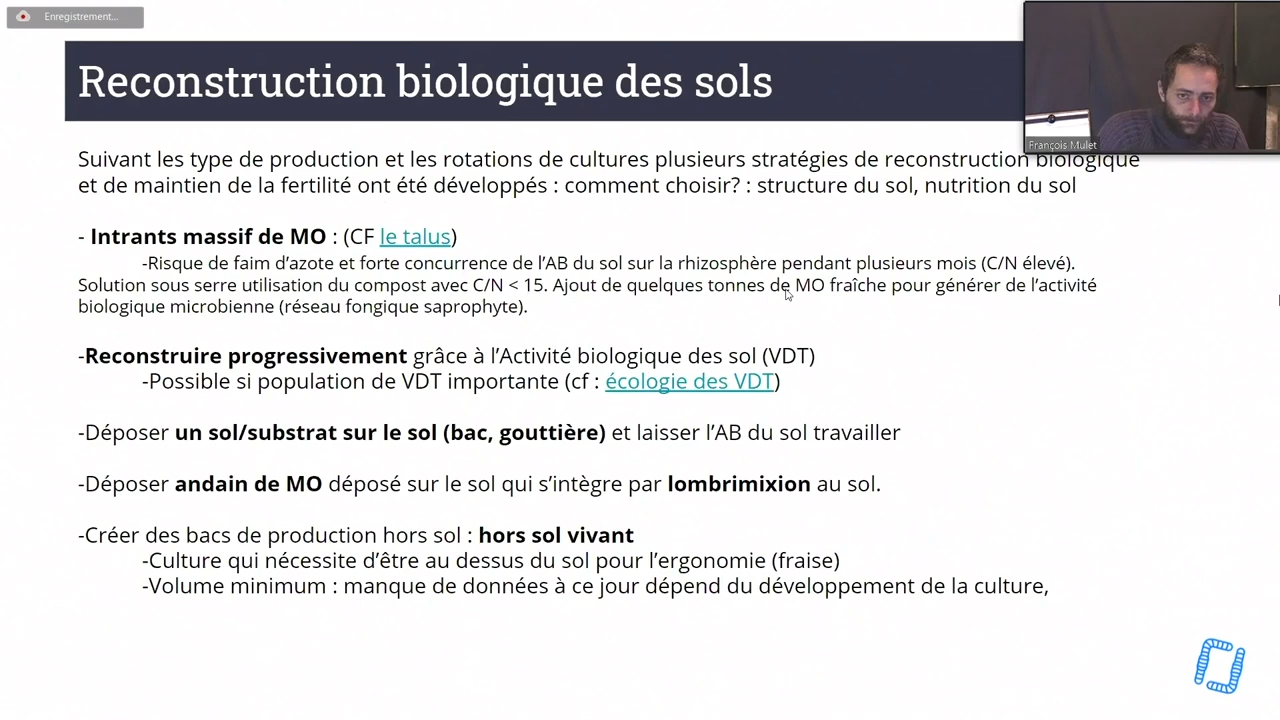 Enregistrement...
Reconstruction biologique des sols
François Mulet
Suivant les type de production et les rotations de cultures plusieurs stratégies de reconstruction biologique
et de maintien de la fertilité ont été développés : comment choisir? : structure du sol, nutrition du sol
- Intrants massif de MO : (CF le talus)
-Risque de faim d'azote et forte concurrence de l'AB du sol sur la rhizosphère pendant plusieurs mois (C/N élevé).
Solution sous serre utilisation du compost avec C/N < 15. Ajout de quelques tonnes de MO fraîche pour générer de l'activité
biologique microbienne (réseau fongique saprophyte).
-Reconstruire progressivement grâce à l'Activité biologique des sol (VDT)
-Possible si population de VDT importante (cf : écologie des VDT)
-Déposer un sol/substrat sur le sol (bac, gouttière) et laisser l'AB du sol travailler
-Déposer andain de MO déposé sur le sol qui s'intègre par lombrimixion au sol.
-Créer des bacs de production hors sol : hors sol vivant
-Culture qui nécessite d'être au dessus du sol pour l'ergonomie (fraise)
-Volume minimum : manque de données à ce jour dépend du développement de la culture,